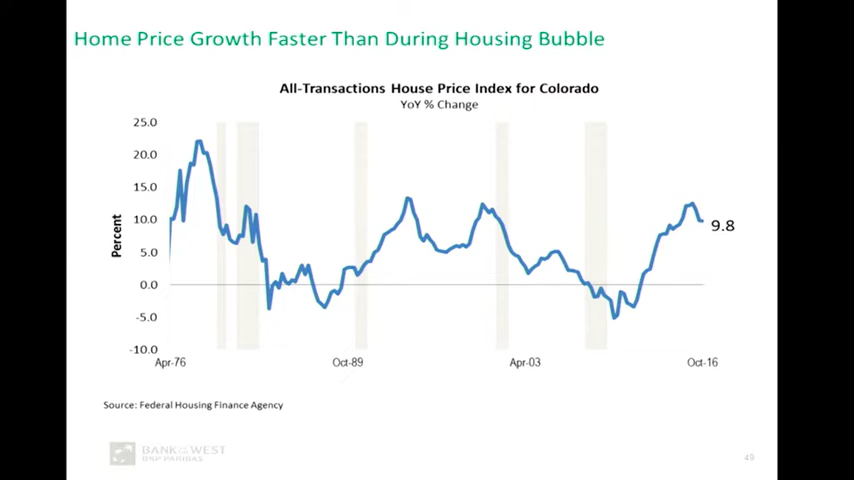 Home Price Growth Faster Than During Housing Bubble
All-Transactions House Price Index for Colorado
YoY % Change
25.0
20.0
15.0
10.0
5.0
0.0
-5.0
-10.0
Percent
9.8
Apr-76
Oct-89
Apr-03
Oct-16
Source: Federal Housing Finance Agency
BANK OF THE WEST
BNP PARIBAS
49